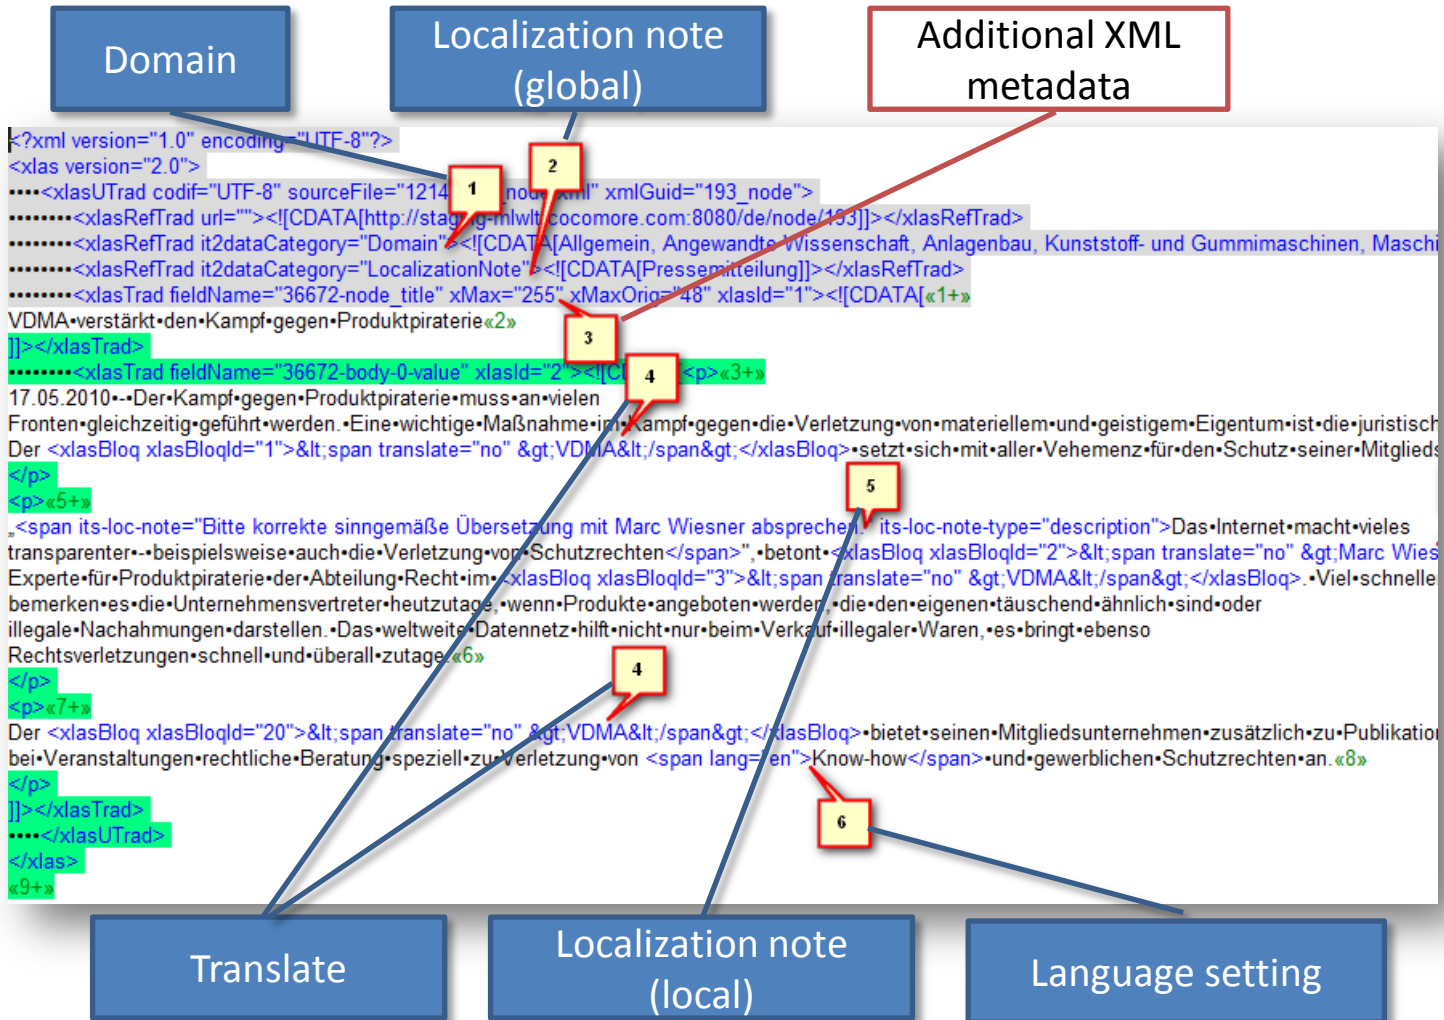 Domain
Localization note
(global)
Additional XML
metadata
<?xml version="1.0" encoding="UTF-8"?>
<xlas version="2.0">
••••<xlasUTrad codif="UTF-8" sourceFile="1214 node.xml" xmlGuid="193_node">
1
2
••••••••<xlasRefTrad url=""><![CDATA[http://staging-mlwlt.cocomore.com:8080/de/node/193]]></xlasRefTrad>
••••••••<xlasRefTrad it2dataCategory="Domain"><![CDATA[Allgemein, Angewandte Wissenschaft, Anlagenbau, Kunststoff- und Gummimaschinen, Maschi
••••••••<xlasRefTrad it2dataCategory="LocalizationNote"><![CDATA[Pressemitteilung]]></xlasRefTrad>
••••••••<xlasTrad fieldName="36672-node_title" xMax="255" xMaxOrig="48" xlasId="1"><![CDATA[«1+»
VDMA•verstärkt•den•Kampf•gegen•Produktpiraterie«2»
3
]]></xlasTrad>
••••••••<xlasTrad fieldName="36672-body-0-value" xlasId="2"><![CD <p>«3+»
4
17.05.2010•-•Der•Kampf•gegen•Produktpiraterie•muss•an•vielen
Fronten•gleichzeitig•geführt•werden.•Eine•wichtige•Maßnahme•im•Kampf•gegen•die•Verletzung•von•materiellem•und•geistigem•Eigentum•ist•die•juristisch
Der <xlasBloq xlasBloqId="1">&lt;span translate="no" &gt;VDMA&lt;/span&gt;</xlasBloq>•setzt•sich•mit•aller•Vehemenz•für•den•Schutz•seiner•Mitglieds
</p>
<p>«5+»
5
„<span its-loc-note="Bitte korrekte sinngemäße Übersetzung mit Marc Wiesner absprechen." its-loc-note-type="description">Das•Internet•macht•vieles
transparenter•-•beispielsweise•auch•die•Verletzung•von•Schutzrechten</span>",•betont•<xlasBloq xlasBloqId="2">&lt;span translate="no" &gt;Marc Wies
Experte•für•Produktpiraterie•der•Abteilung•Recht•im•<xlasBloq xlasBloqId="3">&lt;span translate="no" &gt;VDMA&lt;/span&gt;</xlasBloq>.•Viel•schneller
bemerken•es•die•Unternehmensvertreter•heutzutage,•wenn•Produkte•angeboten•werden,•die•den•eigenen•täuschend•ähnlich•sind•oder
illegale•Nachahmungen•darstellen.•Das•weltweite•Datennetz•hilft•nicht•nur•beim•Verkauf•illegaler•Waren,•es•bringt•ebenso
Rechtsverletzungen•schnell•und•überall•zutage.«6»
4
</p>
<p>«7+»
Der <xlasBloq xlasBloqId="20">&lt;span translate="no" &gt;VDMA&lt;/span&gt;</xlasBloq>•bietet•seinen•Mitgliedsunternehmen•zusätzlich•zu•Publikation
bei•Veranstaltungen•rechtliche•Beratung•speziell•zu•Verletzung•von <span lang="en">Know-how</span>•und•gewerblichen•Schutzrechten•an.«8»
</p>
]]></xlasTrad>
••••</xlasUTrad>
6
</xlas>
«9+»
Translate
Localization note
(local)
Language setting